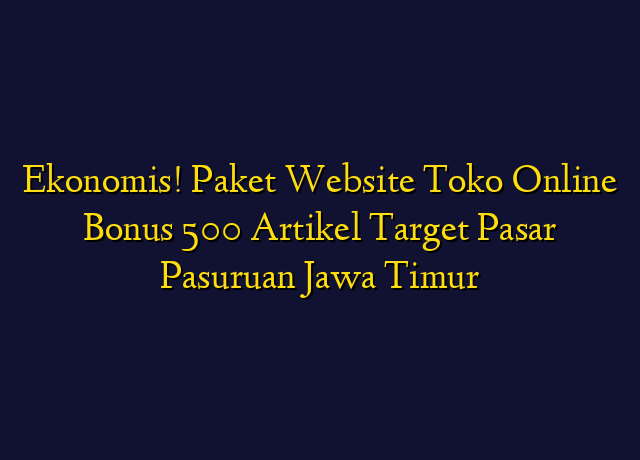 Ekonomis! Paket Website Toko Online
Bonus 500 Artikel Target Pasar
Pasuruan Jawa Timur